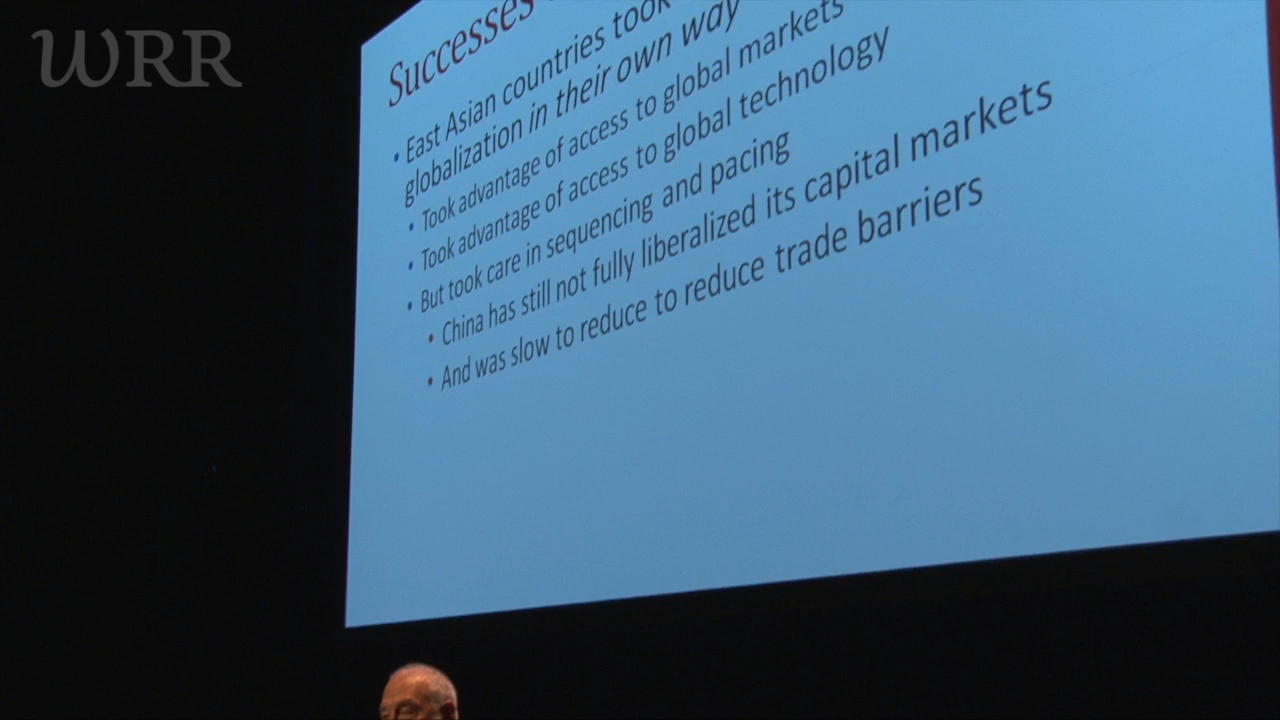 WRR
Successes
East Asian countries took
globalization in their own way
Took advantage of access to global markets
Took advantage of access to global technology
But took care in sequencing and pacing
China has still not fully liberalized its capital markets
And was slow to reduce to reduce trade barriers